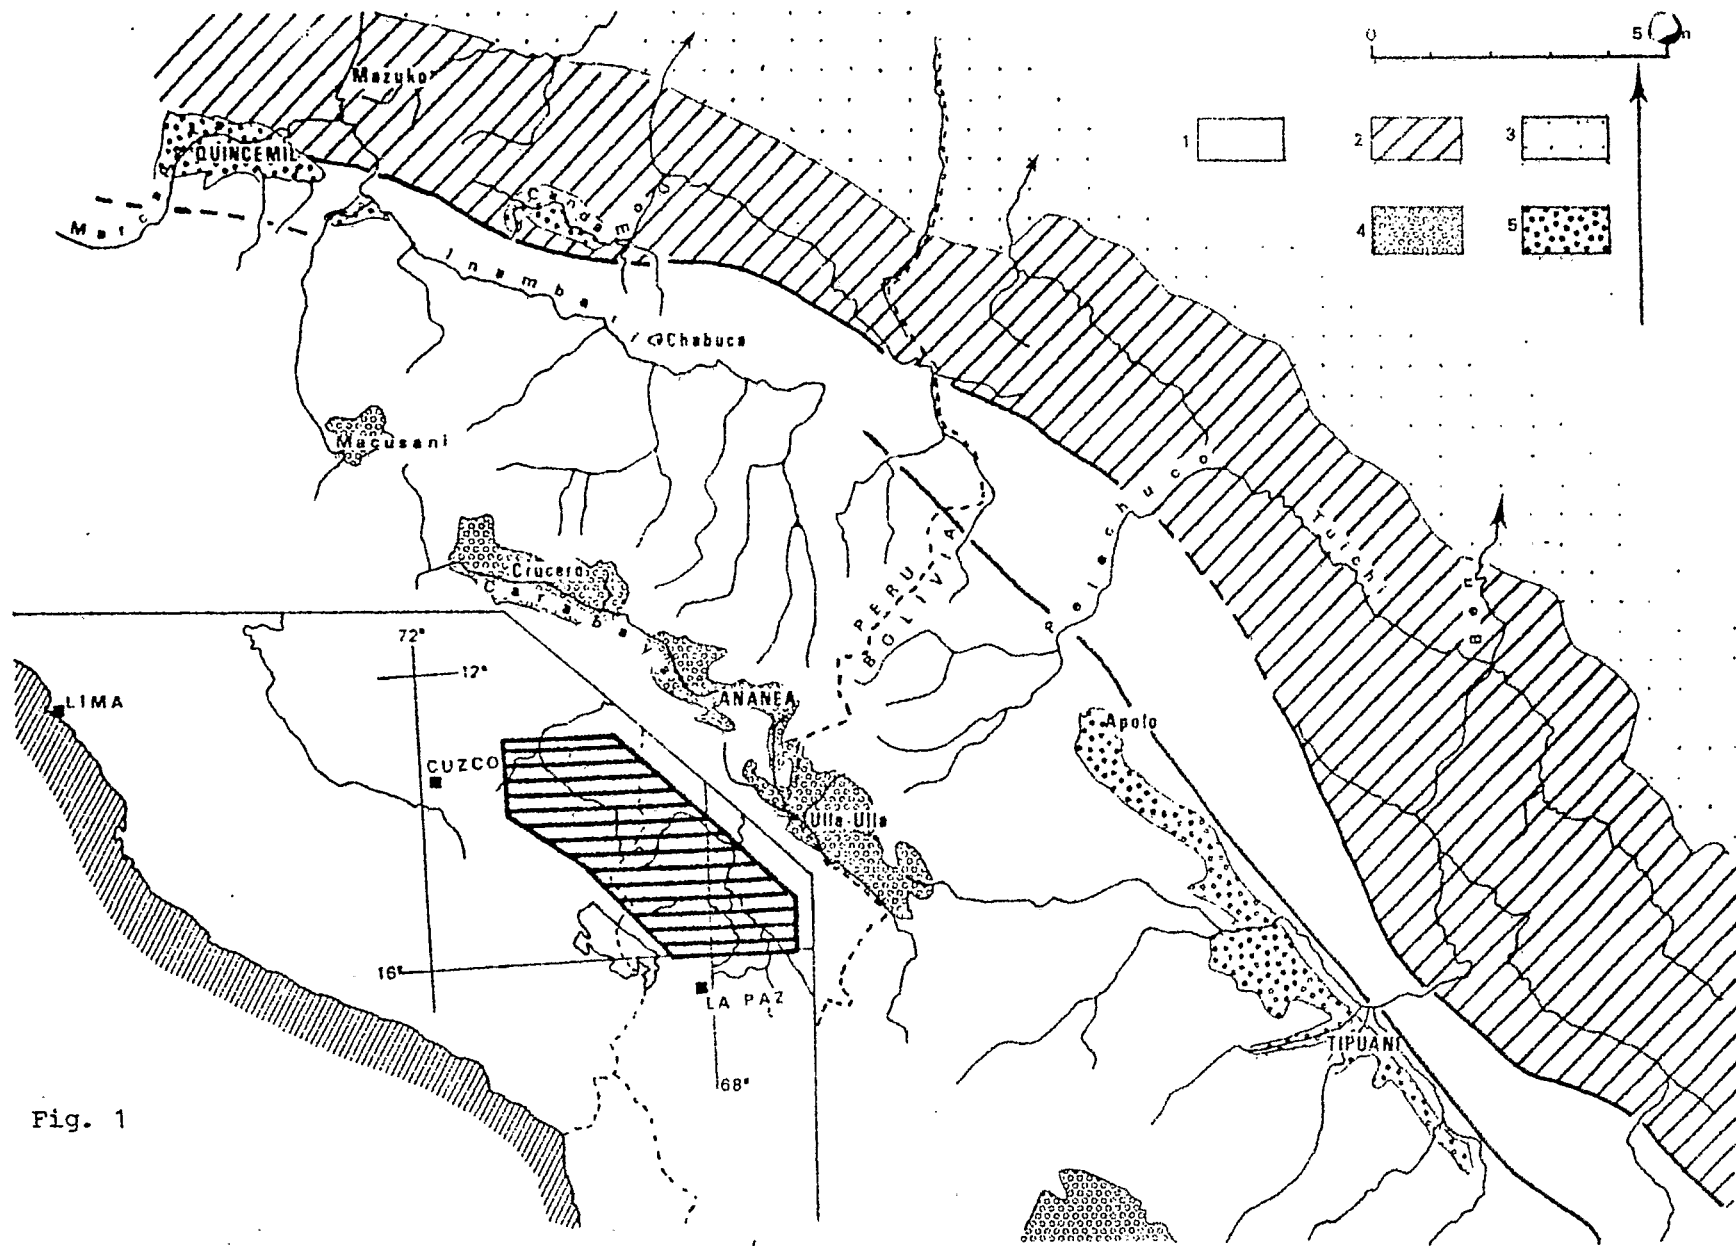 0 5
Mazuko
1
2
3
QUINCEMIL
4
5
Candamo
Marca
Inambari
Chabuca
Macusani
Pelechuco
Tuichi
Beni
Crucero
Carabaya
PERU
BOLIVIA
72°
12°
LIMA
ANANEA
Apolo
CUZCO
Ulla-Ulla
16°
LA PAZ
TIPUANI
68°
Fig. 1